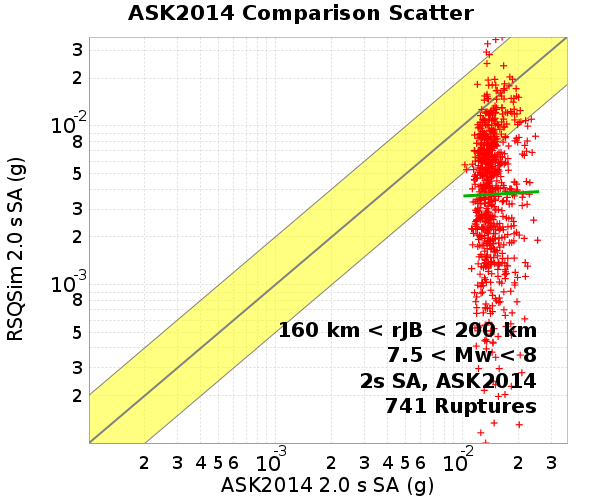 ASK2014 Comparison Scatter
3
2
10-2
8
5
3
2
10-3
8
5
3
2
RSQSim 2.0 s SA (g)
160 km < rJB < 200 km
7.5 < Mw < 8
2s SA, ASK2014
741 Ruptures
2 3 4 5 6 10-3 2 3 4 5 6 10-2 2 3
ASK2014 2.0 s SA (g)